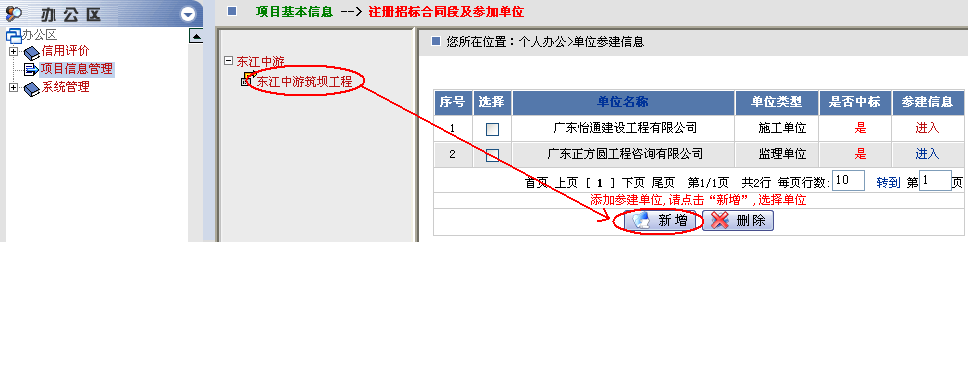 办公区
办公区
信用评价
项目信息管理
系统管理
项目基本信息 --> 注册招标合同段及参加单位
东江中游
东江中游筑坝工程
您所在位置：个人办公>单位参建信息
序号 选择 单位名称 单位类型 是否中标 参建信息
1 广东怡通建设工程有限公司 施工单位 是 进入
2 广东正方圆工程咨询有限公司 监理单位 是 进入
首页 上页 [ 1 ] 下页 尾页 第1/1页 共2行 每页行数:10 转到 第1页
添加参建单位,请点击“新增”,选择单位
新增 删除